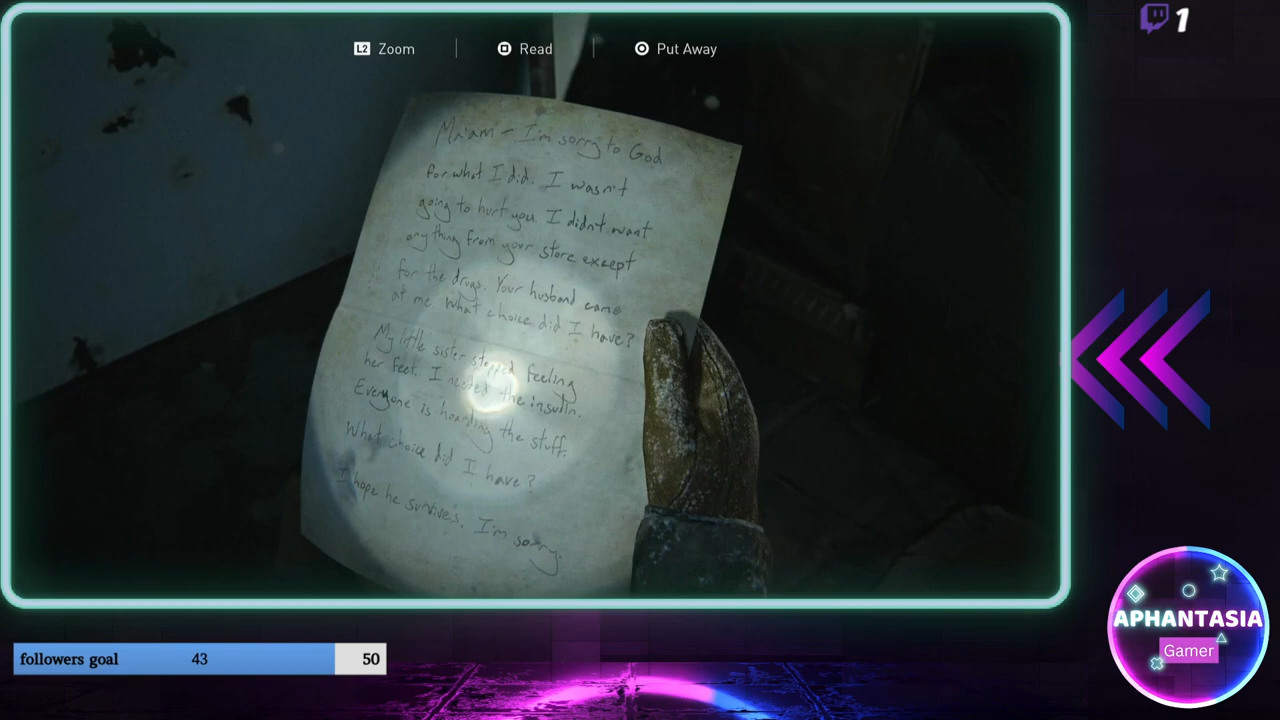 1
L2 Zoom
Read
Put Away
Ma'am - I'm sorry to God
for what I did. I wasn't
going to hurt you. I didn't want
anything from your store except
for the drugs. Your husband came
at me. What choice did I have?
My little sister stopped feeling
her feet. I needed the insulin.
Everyone is hoarding the stuff.
What choice did I have?
I hope he survives. I'm sorry.
APHANTASIA
Gamer
followers goal 43 50